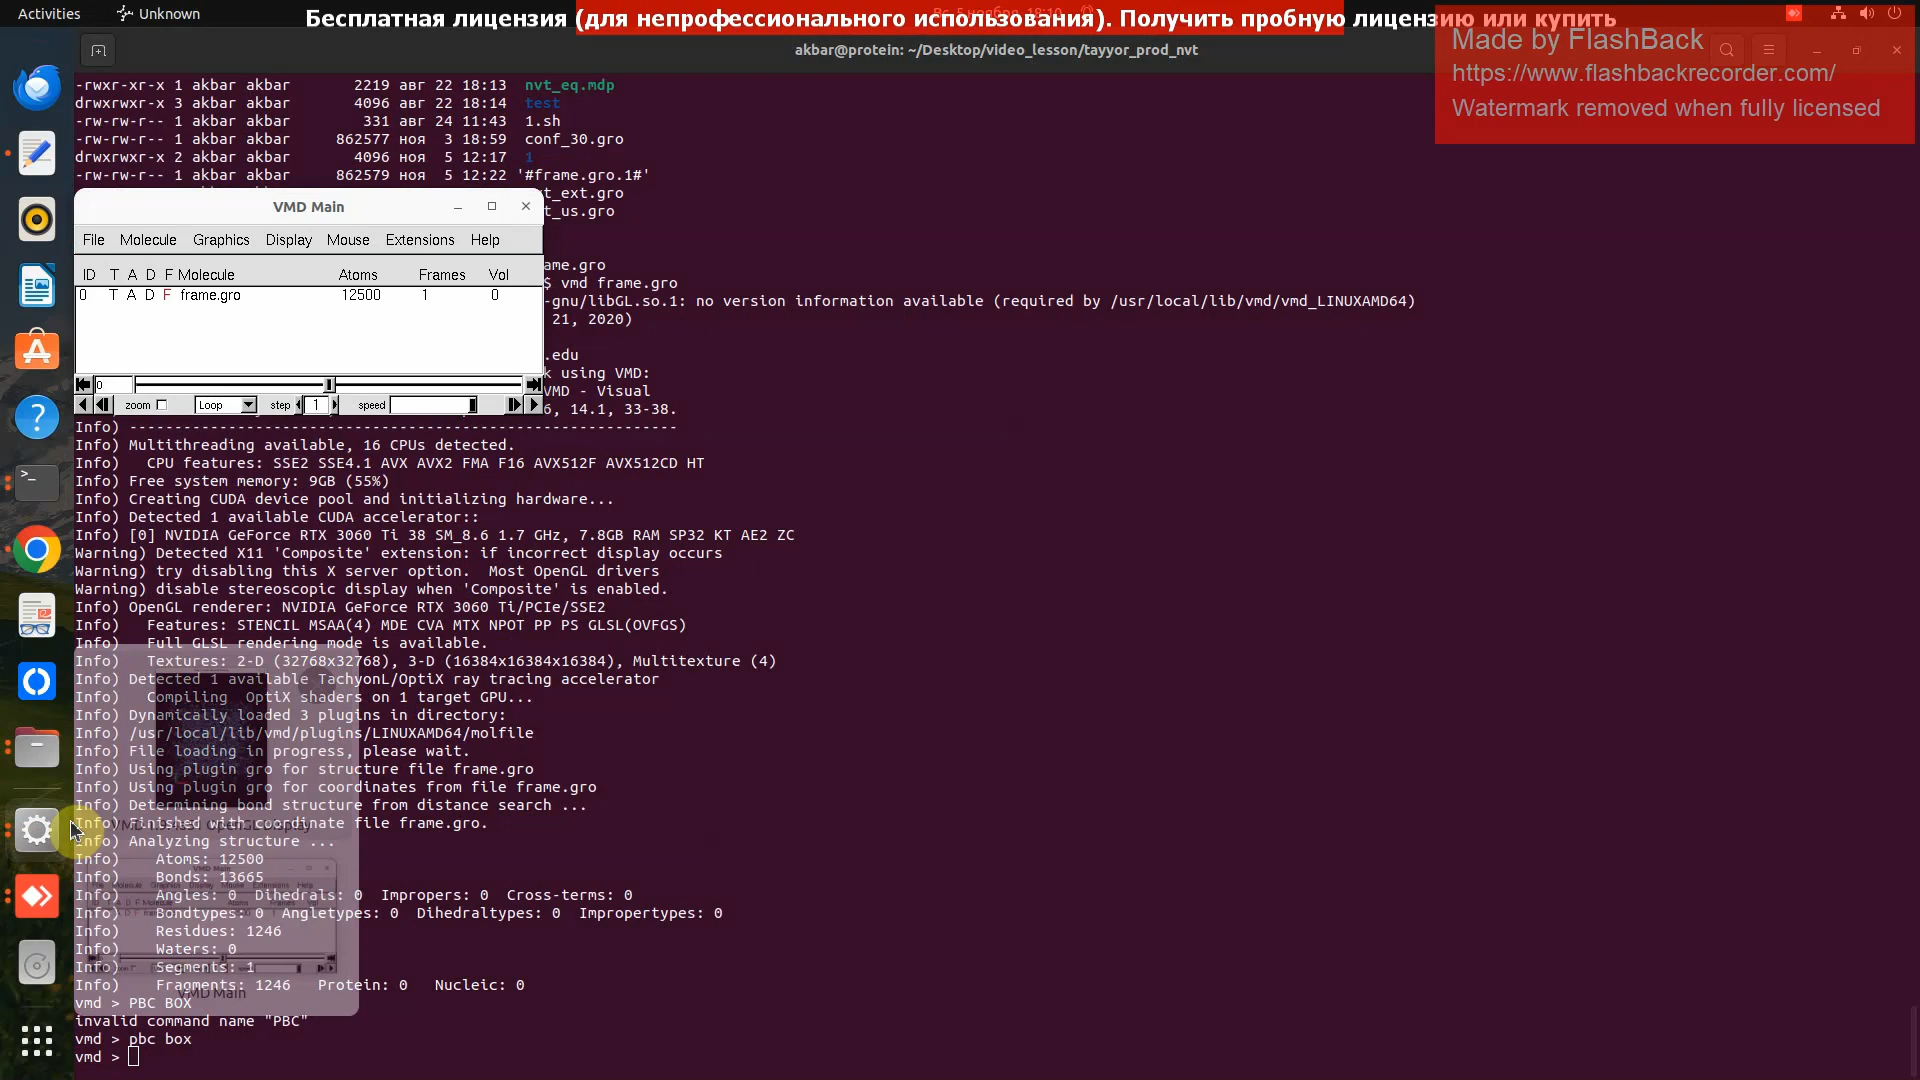 Activities
Unknown
Бесплатная лицензия (для непрофессионального использования). Получить пробную лицензию или купить
Made by FlashBack
https://www.flashbackrecorder.com/
Watermark removed when fully licensed
akbar@protein: ~/Desktop/video_lesson/tayyor_prod_nvt
-rwxr-xr-x 1 akbar akbar 2219 авг 22 18:13 nvt_eq.mdp
drwxrwxr-x 3 akbar akbar 4096 авг 22 18:14 test
-rw-rw-r-- 1 akbar akbar 331 авг 24 11:43 1.sh
-rw-rw-r-- 1 akbar akbar 862577 ноя 3 18:59 conf_30.gro
drwxrwxr-x 2 akbar akbar 4096 ноя 5 12:17 1
-rw-rw-r-- 1 akbar akbar 862579 ноя 5 12:22 '#frame.gro.1#'
t_ext.gro
t_us.gro
ame.gro
$ vmd frame.gro
-gnu/libGL.so.1: no version information available (required by /usr/local/lib/vmd/vmd_LINUXAMD64)
21, 2020)
.edu
k using VMD:
VMD - Visual
6, 14.1, 33-38.
VMD Main
File Molecule Graphics Display Mouse Extensions Help
ID T A D F Molecule Atoms Frames Vol
0 T A D F frame.gro 12500 1 0
0
zoom Loop step 1 speed
Info) -------------------------------------------------------------
Info) Multithreading available, 16 CPUs detected.
Info) CPU features: SSE2 SSE4.1 AVX AVX2 FMA F16 AVX512F AVX512CD HT
Info) Free system memory: 9GB (55%)
Info) Creating CUDA device pool and initializing hardware...
Info) Detected 1 available CUDA accelerator::
Info) [0] NVIDIA GeForce RTX 3060 Ti 38 SM_8.6 1.7 GHz, 7.8GB RAM SP32 KT AE2 ZC
Warning) Detected X11 'Composite' extension: if incorrect display occurs
Warning) try disabling this X server option. Most OpenGL drivers
Warning) disable stereoscopic display when 'Composite' is enabled.
Info) OpenGL renderer: NVIDIA GeForce RTX 3060 Ti/PCIe/SSE2
Info) Features: STENCIL MSAA(4) MDE CVA MTX NPOT PP PS GLSL(OVFGS)
Info) Full GLSL rendering mode is available.
Info) Textures: 2-D (32768x32768), 3-D (16384x16384x16384), Multitexture (4)
Info) Detected 1 available TachyonL/OptiX ray tracing accelerator
Info) Compiling OptiX shaders on 1 target GPU...
Info) Dynamically loaded 3 plugins in directory:
Info) /usr/local/lib/vmd/plugins/LINUXAMD64/molfile
Info) File loading in progress, please wait.
Info) Using plugin gro for structure file frame.gro
Info) Using plugin gro for coordinates from file frame.gro
Info) Determining bond structure from distance search ...
Info) Finished with coordinate file frame.gro.
Info) Analyzing structure ...
Info) Atoms: 12500
Info) Bonds: 13665
Info) Angles: 0 Dihedrals: 0 Impropers: 0 Cross-terms: 0
Info) Bondtypes: 0 Angletypes: 0 Dihedraltypes: 0 Impropertypes: 0
Info) Residues: 1246
Info) Waters: 0
Info) Segments: 1
Info) Fragments: 1246 Protein: 0 Nucleic: 0
VMD Main
vmd > PBC BOX
invalid command name "PBC"
vmd > pbc box
vmd >